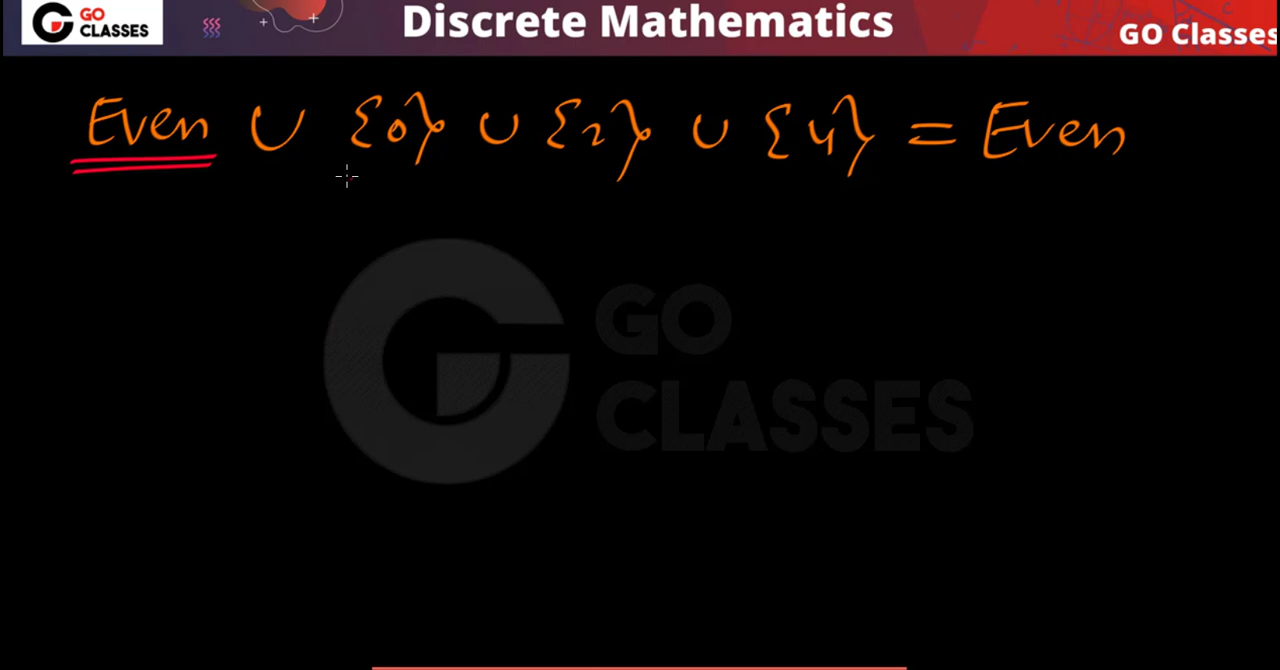 GO CLASSES
Discrete Mathematics
GO Classes
Even ∪ {0} ∪ {2} ∪ {4} = Even
GO
CLASSES